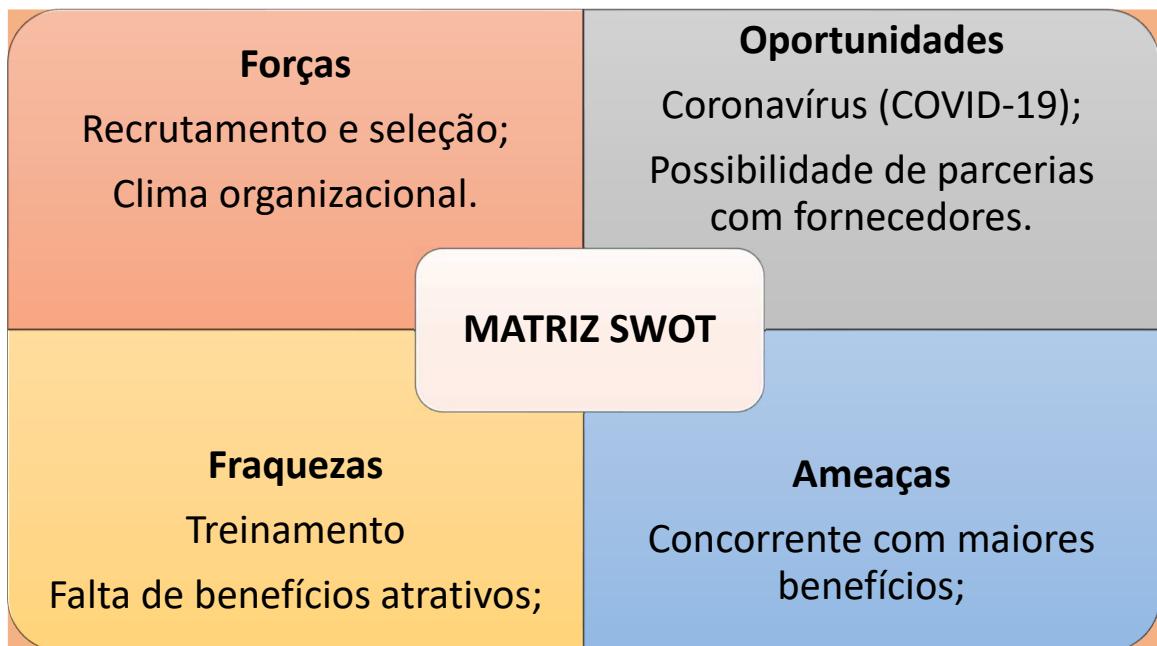 Forças
Recrutamento e seleção;
Clima organizacional.
Oportunidades
Coronavírus (COVID-19);
Possibilidade de parcerias
com fornecedores.
MATRIZ SWOT
Fraquezas
Treinamento
Falta de benefícios atrativos;
Ameaças
Concorrente com maiores
benefícios;